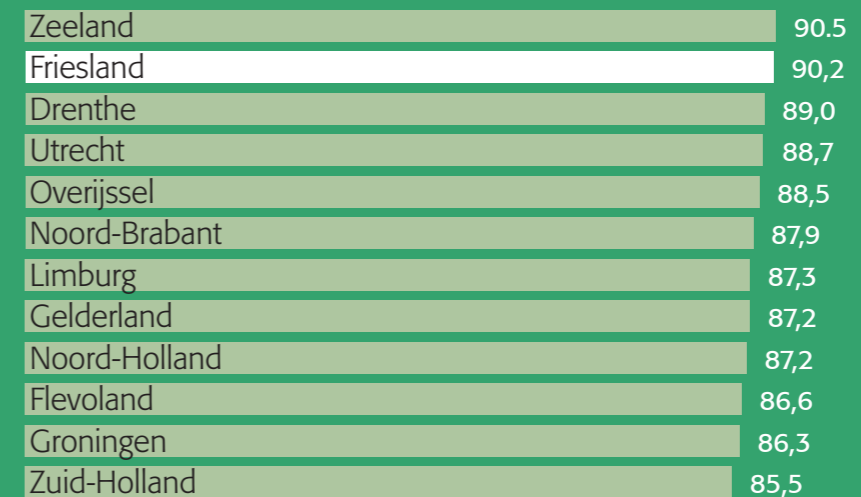 Zeeland 90.5
Friesland 90,2
Drenthe 89,0
Utrecht 88,7
Overijssel 88,5
Noord-Brabant 87,9
Limburg 87,3
Gelderland 87,2
Noord-Holland 87,2
Flevoland 86,6
Groningen 86,3
Zuid-Holland 85,5